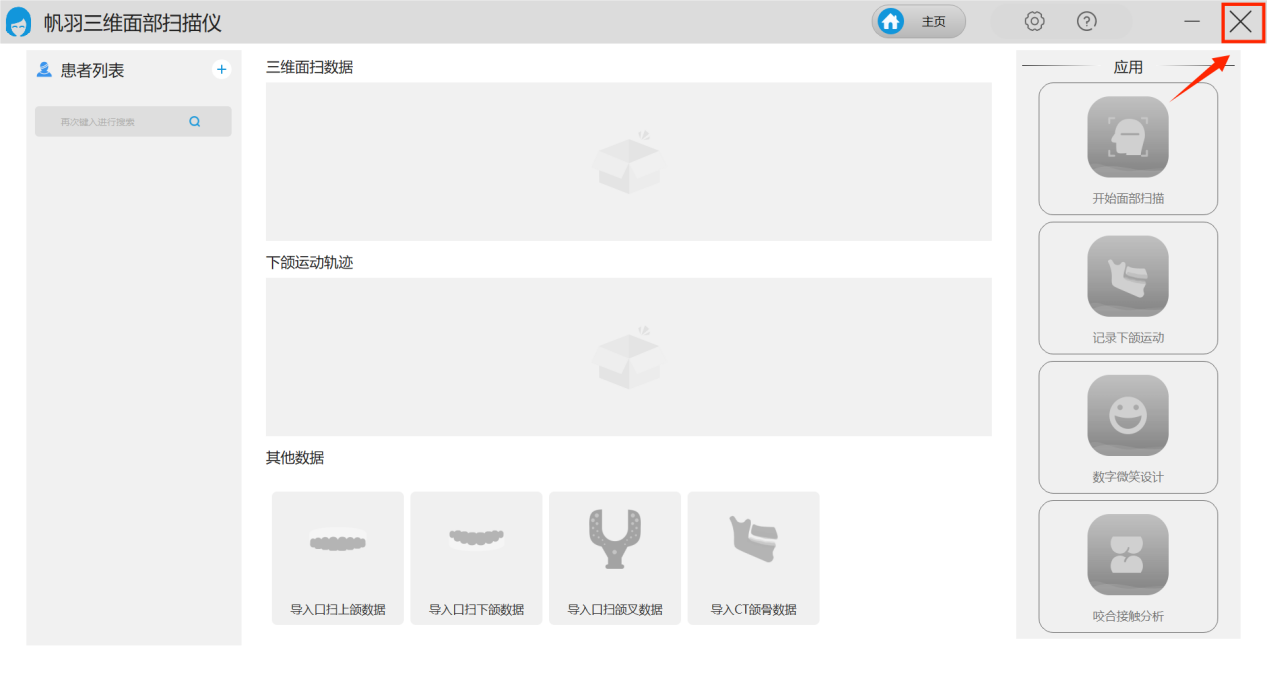 帆羽三维面部扫描仪
主页
患者列表
再次键入进行搜索
三维面扫数据
下颌运动轨迹
其他数据
导入口扫上颌数据
导入口扫下颌数据
导入口扫颌叉数据
导入CT颌骨数据
应用
开始面部扫描
记录下颌运动
数字微笑设计
咬合接触分析